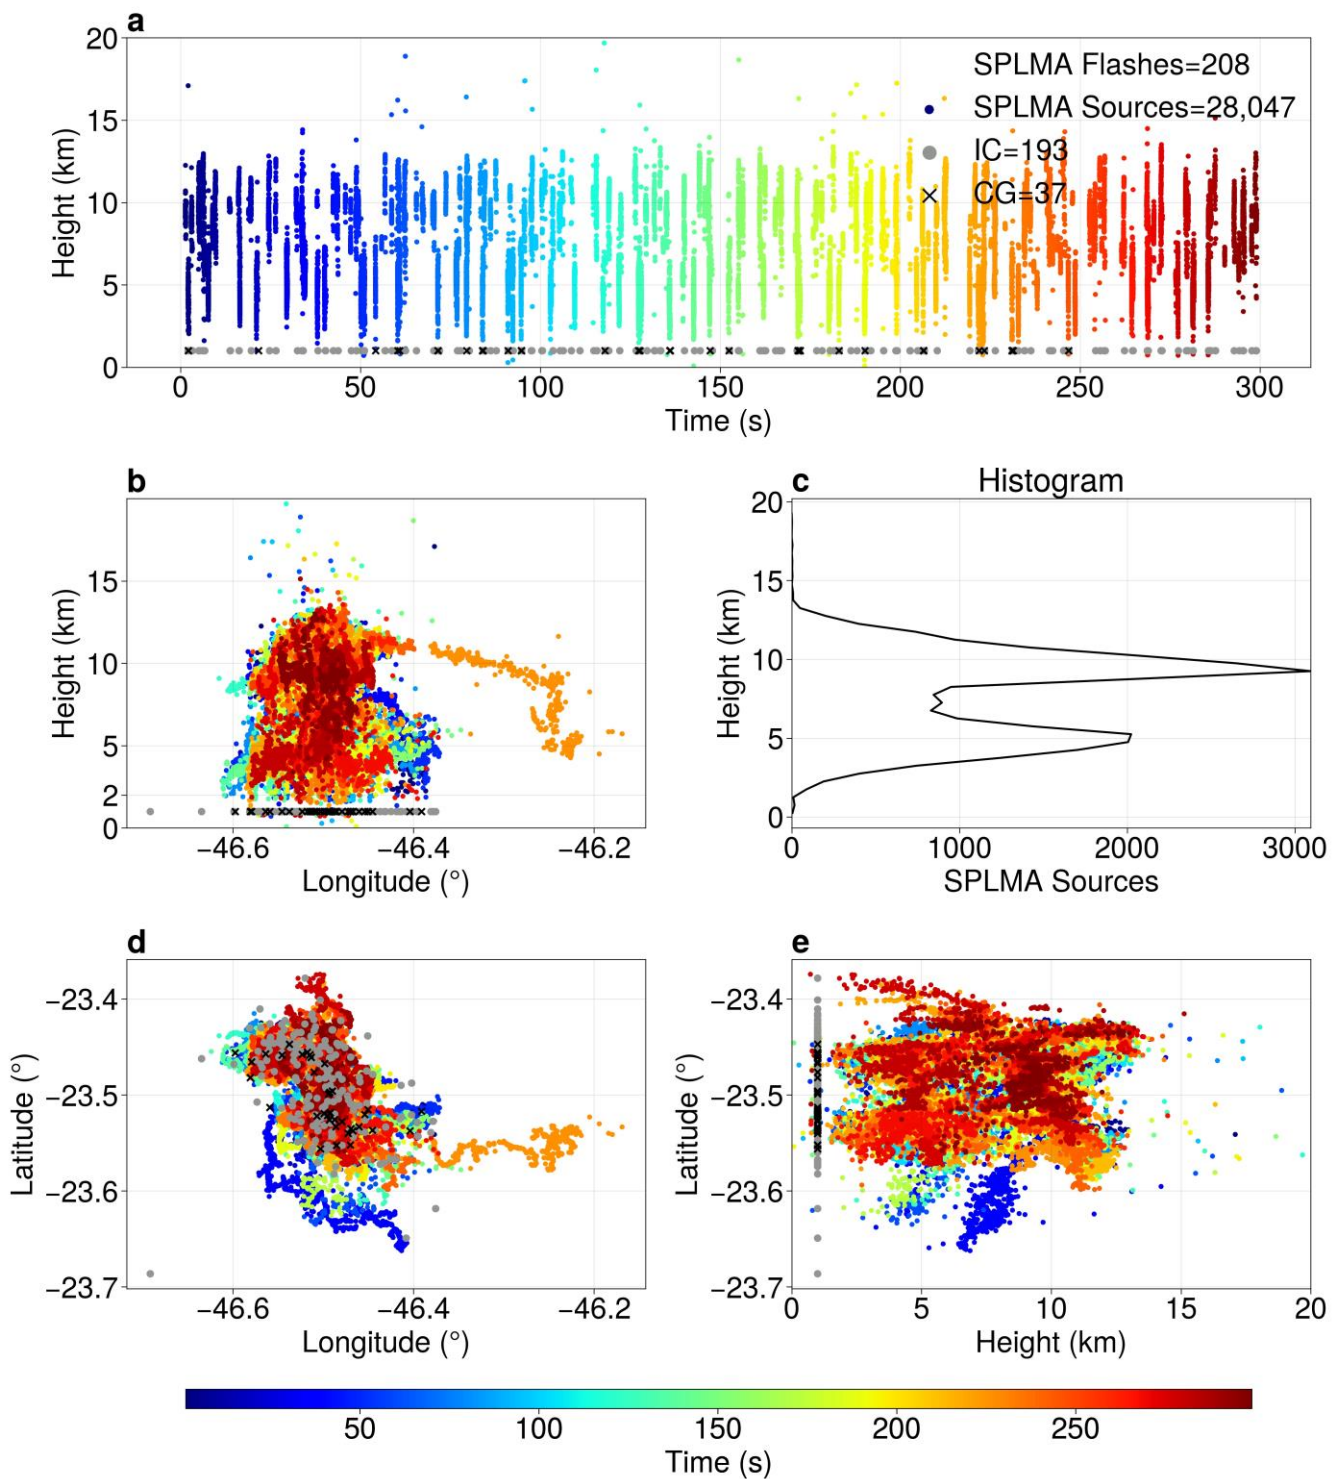 a
20
15
10
5
0
Height (km)
SPLMA Flashes=208
SPLMA Sources=28,047
IC=193
CG=37
0 50 100 150 200 250 300
Time (s)
b
15
10
5
2
0
Height (km)
−46.6 −46.4 −46.2
Longitude (°)
c Histogram
20
15
10
5
0
Height (km)
0 1000 2000 3000
SPLMA Sources
d
−23.4
−23.5
−23.6
−23.7
Latitude (°)
−46.6 −46.4 −46.2
Longitude (°)
e
−23.4
−23.5
−23.6
−23.7
Latitude (°)
0 5 10 15 20
Height (km)
50 100 150 200 250
Time (s)